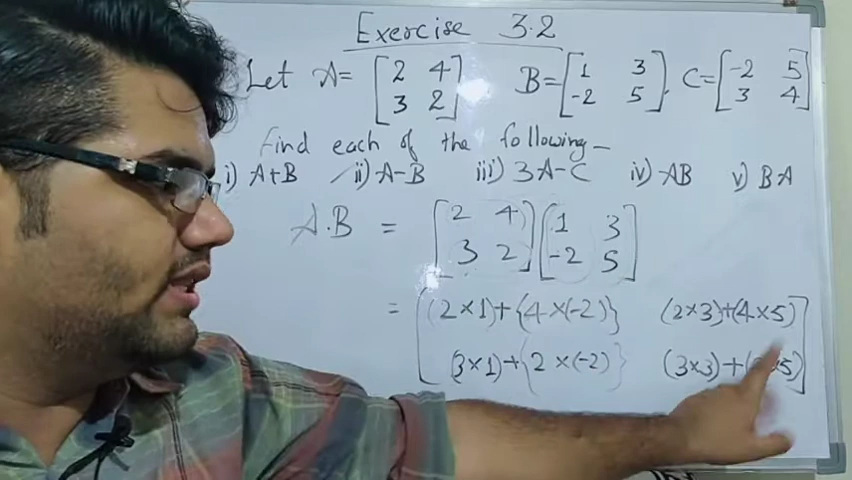 Exercise 3.2
Let A = [2 4 B = [1 3 C = [-2 5
3 2] -2 5], 3 4]
Find each of the following –
i) A+B ii) A-B iii) 3A-C iv) AB v) BA
A.B = [2 4 [1 3
3 2] -2 5]
= [(2×1)+{4×(-2)} (2×3)+(4×5)
(3×1)+{2×(-2)} (3×3)+( ×5)]